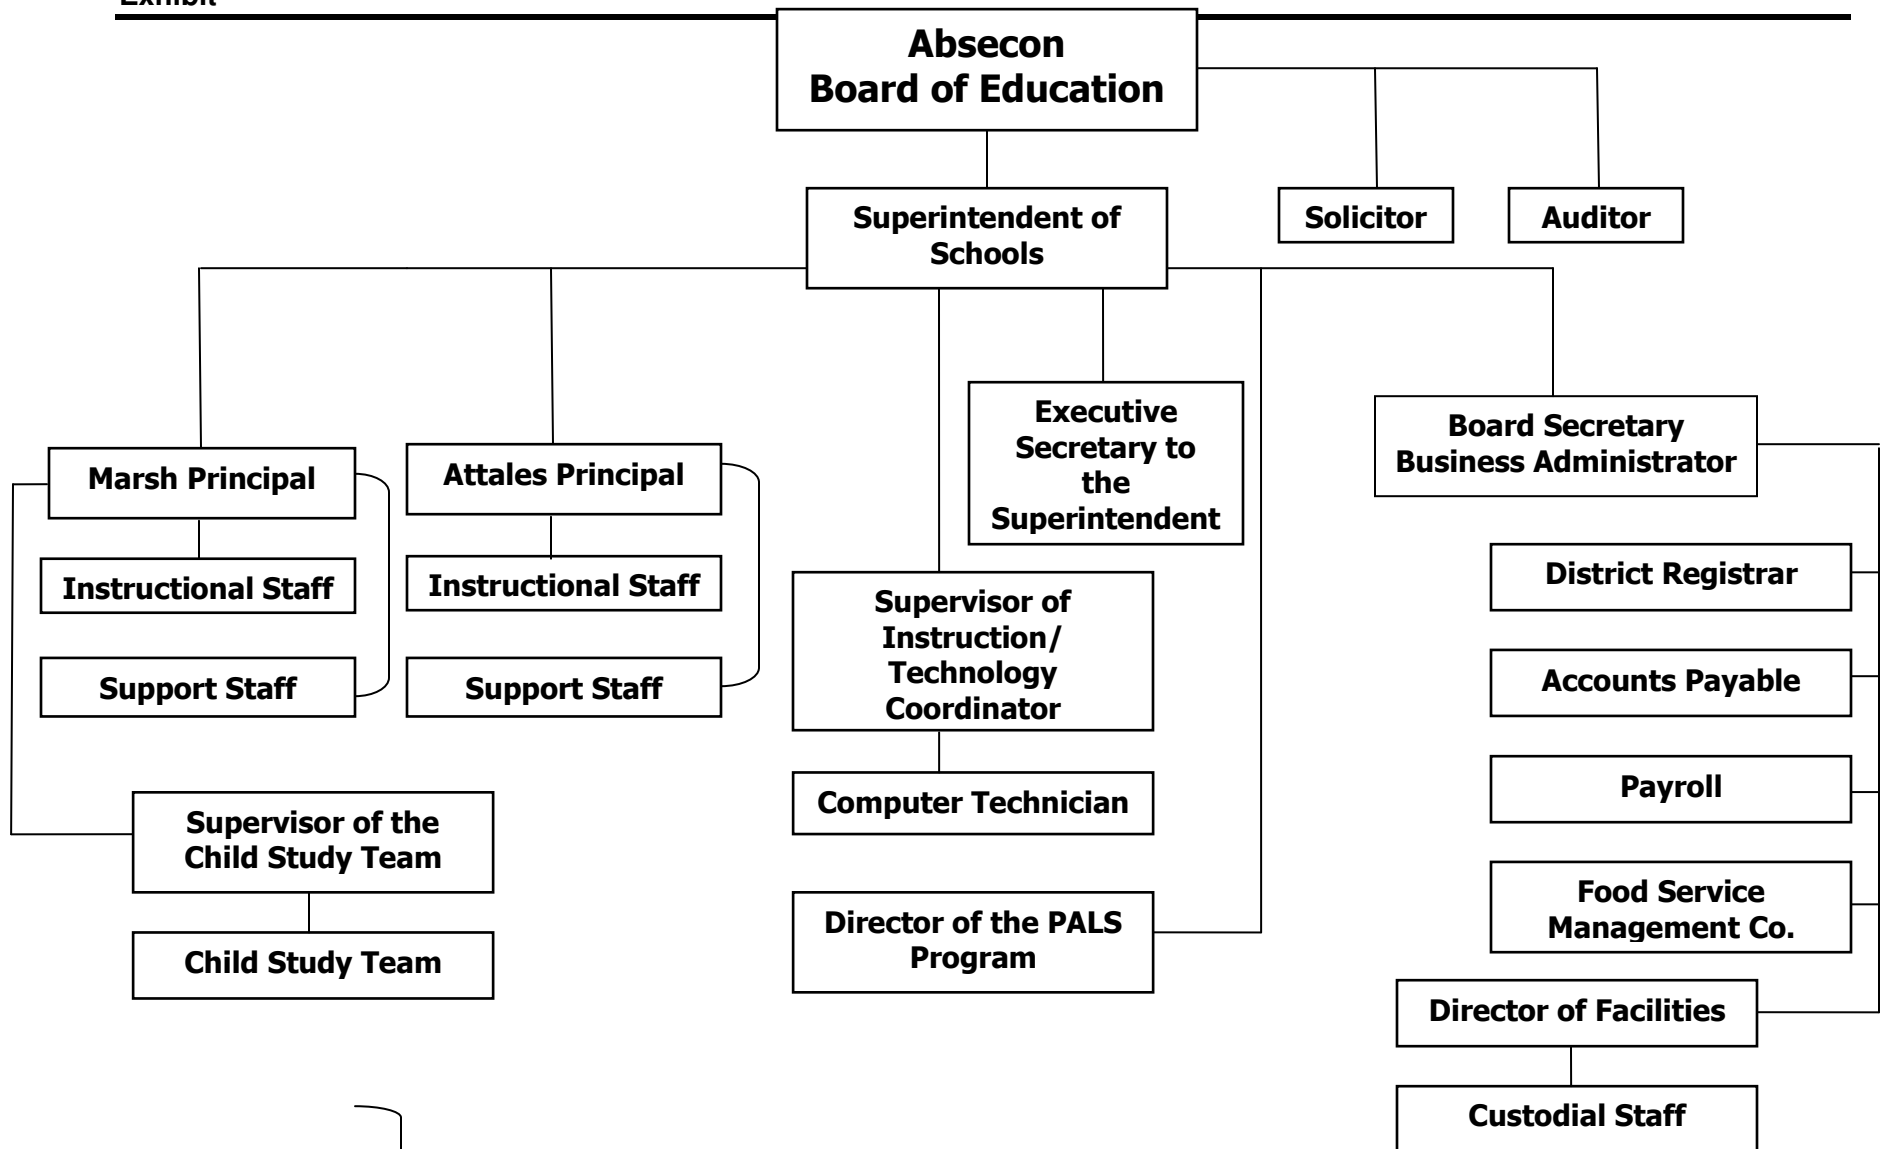 Exhibit
Absecon
Board of Education
Superintendent of
Schools
Solicitor
Auditor
Executive
Secretary to
the
Superintendent
Board Secretary
Business Administrator
Marsh Principal
Attales Principal
Instructional Staff
Instructional Staff
Support Staff
Support Staff
Supervisor of
Instruction/
Technology
Coordinator
Computer Technician
District Registrar
Accounts Payable
Payroll
Food Service
Management Co.
Supervisor of the
Child Study Team
Child Study Team
Director of the PALS
Program
Director of Facilities
Custodial Staff